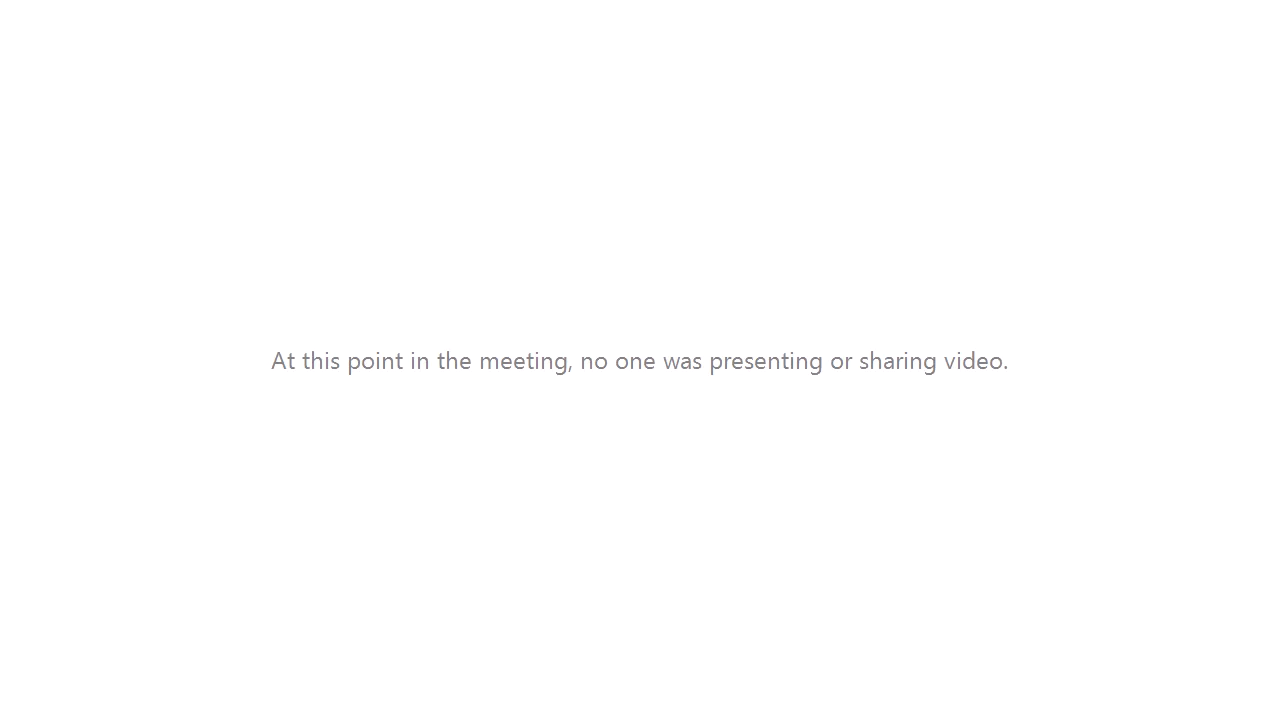 At this point in the meeting, no one was presenting or sharing video.